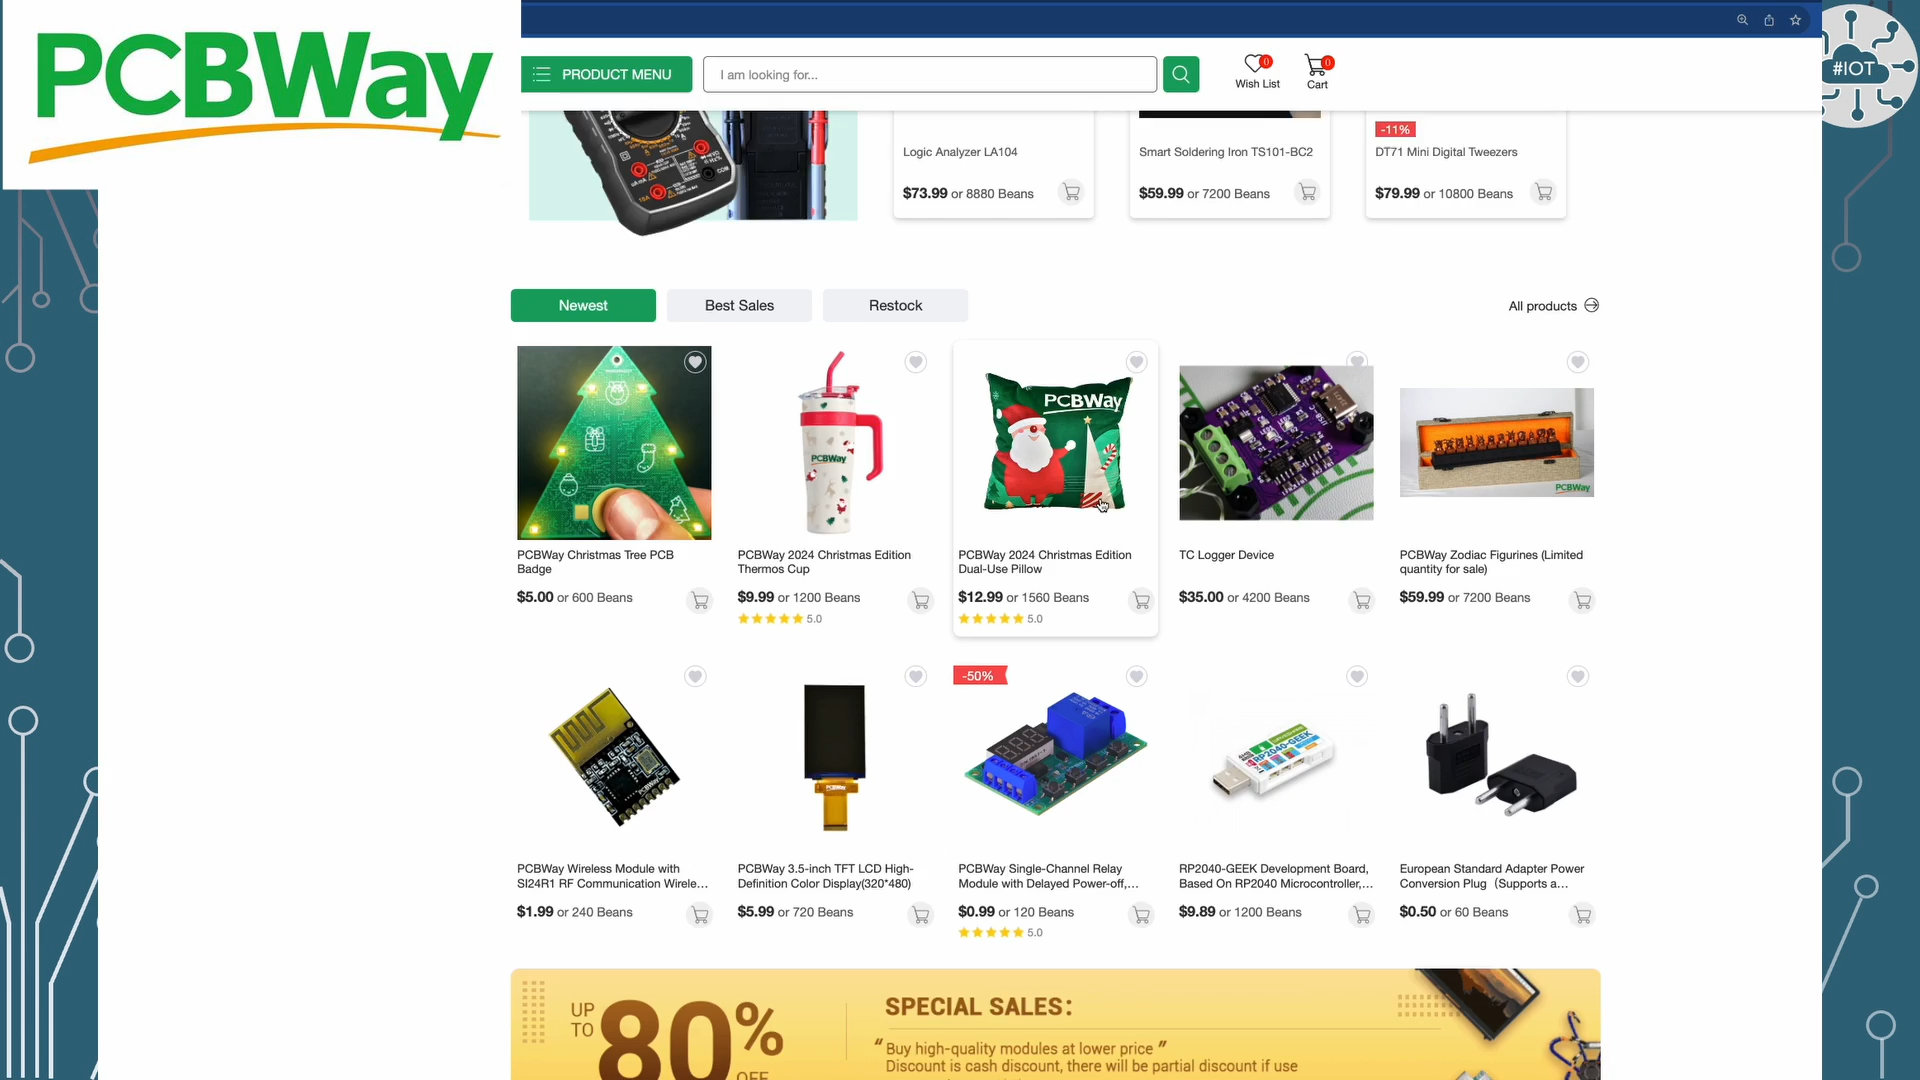 PCBWay
PRODUCT MENU
I am looking for...
0
Wish List
0
Cart
#IOT
-11%
Logic Analyzer LA104
Smart Soldering Iron TS101-BC2
DT71 Mini Digital Tweezers
$73.99 or 8880 Beans
$59.99 or 7200 Beans
$79.99 or 10800 Beans
Newest
Best Sales
Restock
All products
PCBWay
PCBWay
PCBWay
PCBWay Christmas Tree PCB
Badge
$5.00 or 600 Beans
PCBWay 2024 Christmas Edition
Thermos Cup
$9.99 or 1200 Beans
5.0
PCBWay 2024 Christmas Edition
Dual-Use Pillow
$12.99 or 1560 Beans
5.0
TC Logger Device
$35.00 or 4200 Beans
PCBWay Zodiac Figurines (Limited
quantity for sale)
$59.99 or 7200 Beans
-50%
PCBWay
RP2040-GEEK
PCBWay Wireless Module with
SI24R1 RF Communication Wirele...
$1.99 or 240 Beans
PCBWay 3.5-inch TFT LCD High-
Definition Color Display(320*480)
$5.99 or 720 Beans
PCBWay Single-Channel Relay
Module with Delayed Power-off,...
$0.99 or 120 Beans
5.0
RP2040-GEEK Development Board,
Based On RP2040 Microcontroller,...
$9.89 or 1200 Beans
European Standard Adapter Power
Conversion Plug（Supports a...
$0.50 or 60 Beans
UP
TO
80%
OFF
SPECIAL SALES:
“ Buy high-quality modules at lower price ”
Discount is cash discount, there will be partial discount if use